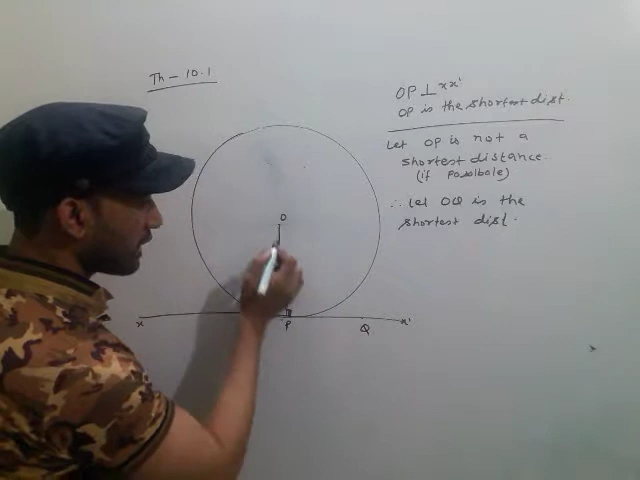 Th - 10.1
OP ⊥ xx'
OP is the shortest dist.
Let OP is not a
shortest distance.
(if possibole)
∴ Let OQ is the
shortest dist.
O
x
P
Q
x'